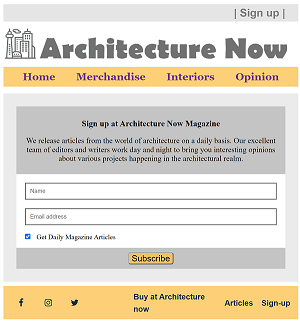 | Sign up |
Architecture Now
Home Merchandise Interiors Opinion
Sign up at Architecture Now Magazine
We release articles from the world of architecture on a daily basis. Our excellent
team of editors and writers work day and night to bring you interesting opinions
about various projects happening in the architectural realm.
Name
Email address
Get Daily Magazine Articles
Subscribe
Buy at Architecture
now
Articles Sign-up